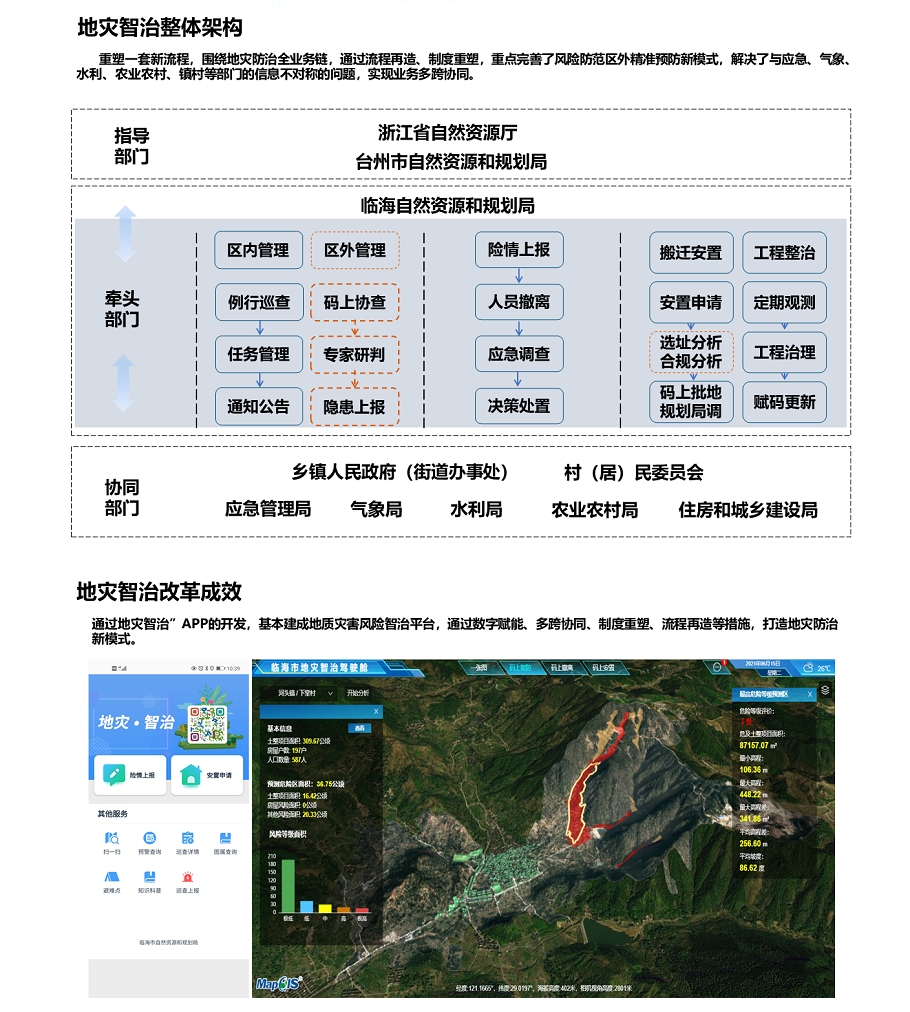 地灾智治整体架构
重塑一套新流程，围绕地灾防治全业务链，通过流程再造、制度重塑，重点完善了风险防范区外精准预防新模式，解决了与应急、气象、
水利、农业农村、镇村等部门的信息不对称的问题，实现业务多跨协同。
指导
部门
浙江省自然资源厅
台州市自然资源和规划局
临海自然资源和规划局
牵头
部门
区内管理
区外管理
险情上报
搬迁安置
工程整治
例行巡查
码上协查
人员撤离
安置申请
定期观测
任务管理
专家研判
应急调查
选址分析
合规分析
工程治理
通知公告
隐患上报
决策处置
码上批地
规划局调
赋码更新
协同
部门
乡镇人民政府（街道办事处）
村（居）民委员会
应急管理局
气象局
水利局
农业农村局
住房和城乡建设局
地灾智治改革成效
通过地灾智治”APP的开发，基本建成地质灾害风险智治平台，通过数字赋能、多跨协同、制度重塑、流程再造等措施，打造地灾防治
新模式。
10:39
地灾·智治
险情上报
安置申请
其他服务
扫一扫
预警查询
巡查详情
图属查询
避难点
知识科普
巡查上报
临海市自然资源和规划局
临海市地灾智治驾驶舱
一张图
码上防治
码上撤离
码上安置
1
2021年06月15日
星期二
26℃
河头镇 / 下堂村
开始分析
X
基本信息
查看
土整项目面积: 309.67公顷
房屋户数: 197户
人口数量: 587人
预测危险区面积: 36.75公顷
土整项目面积: 16.42公顷
房屋风险面积: 0公顷
其他风险面积: 20.33公顷
风险等级面积
210
180
150
120
90
60
30
0
极低
低
中
高
极高
X
危险等级评价:
危及土整项目面积:
87157.07 m²
最小高程:
106.36 m
最大高程:
448.22 m
最大高程差:
341.86 m
平均高程差:
256.60 m
平均坡度:
86.62 度
MapGIS
经度:121.1665°，纬度:29.0197°，海拔高度:402米，相机视角高度:2801米